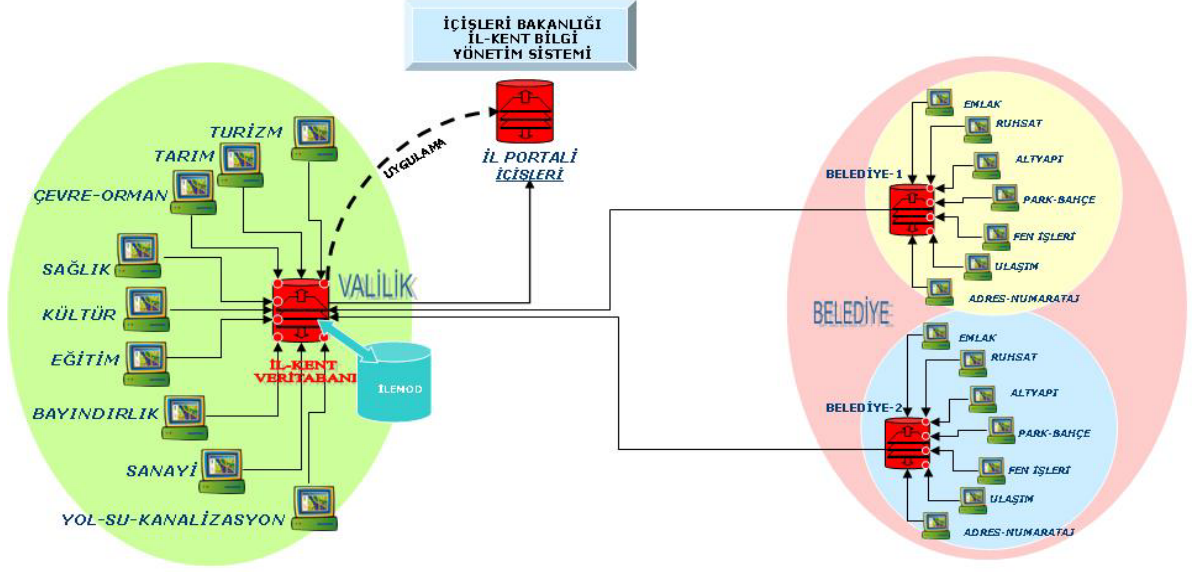 İÇİŞLERİ BAKANLIĞI
İL-KENT BİLGİ
YÖNETİM SİSTEMİ
İL PORTALİ
İÇİŞLERİ
UYGULAMA
TURİZM
TARIM
ÇEVRE-ORMAN
SAĞLIK
KÜLTÜR
EĞİTİM
BAYINDIRLIK
SANAYİ
YOL-SU-KANALİZASYON
VALİLİK
İL-KENT
VERİTABANI
İLEMOD
BELEDİYE
BELEDİYE-1
EMLAK
RUHSAT
ALTYAPI
PARK-BAHÇE
FEN İŞLERİ
ULAŞIM
ADRES-NUMARATAJ
BELEDİYE-2
EMLAK
RUHSAT
ALTYAPI
PARK-BAHÇE
FEN İŞLERİ
ULAŞIM
ADRES-NUMARATAJ